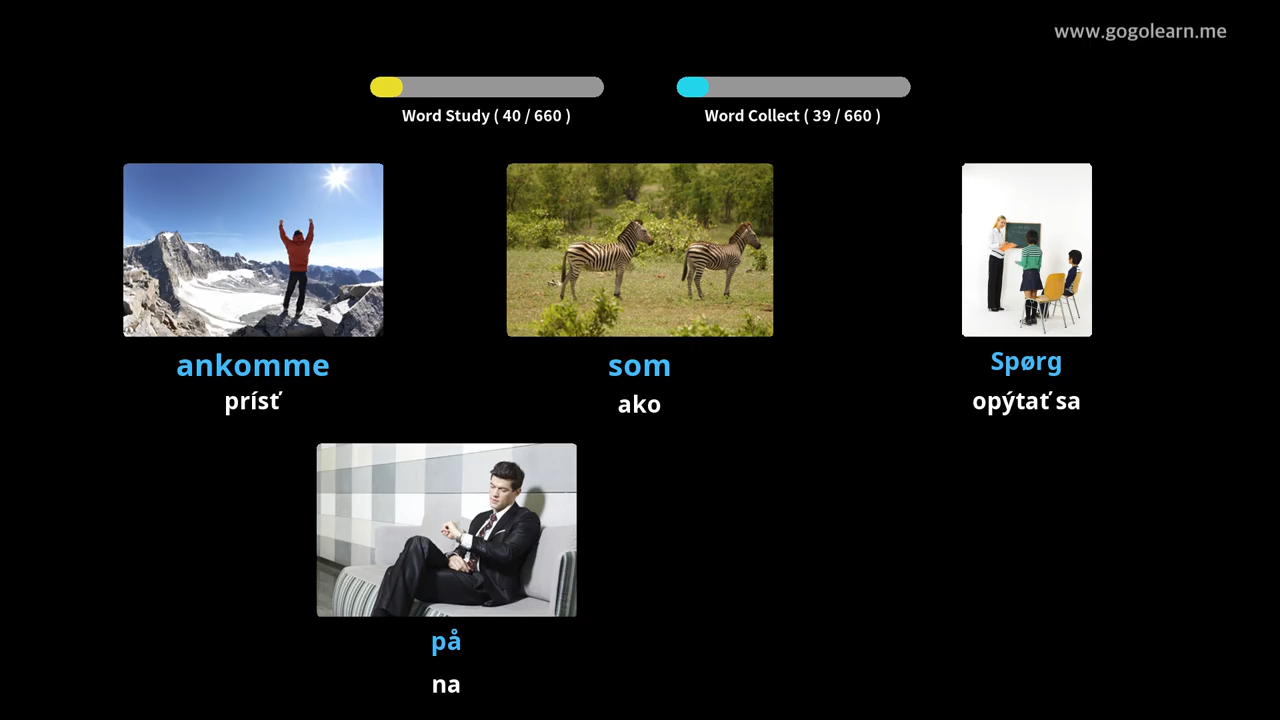 www.gogolearn.me
Word Study ( 40 / 660 )
Word Collect ( 39 / 660 )
ankomme
prísť
som
ako
Spørg
opýtať sa
på
na